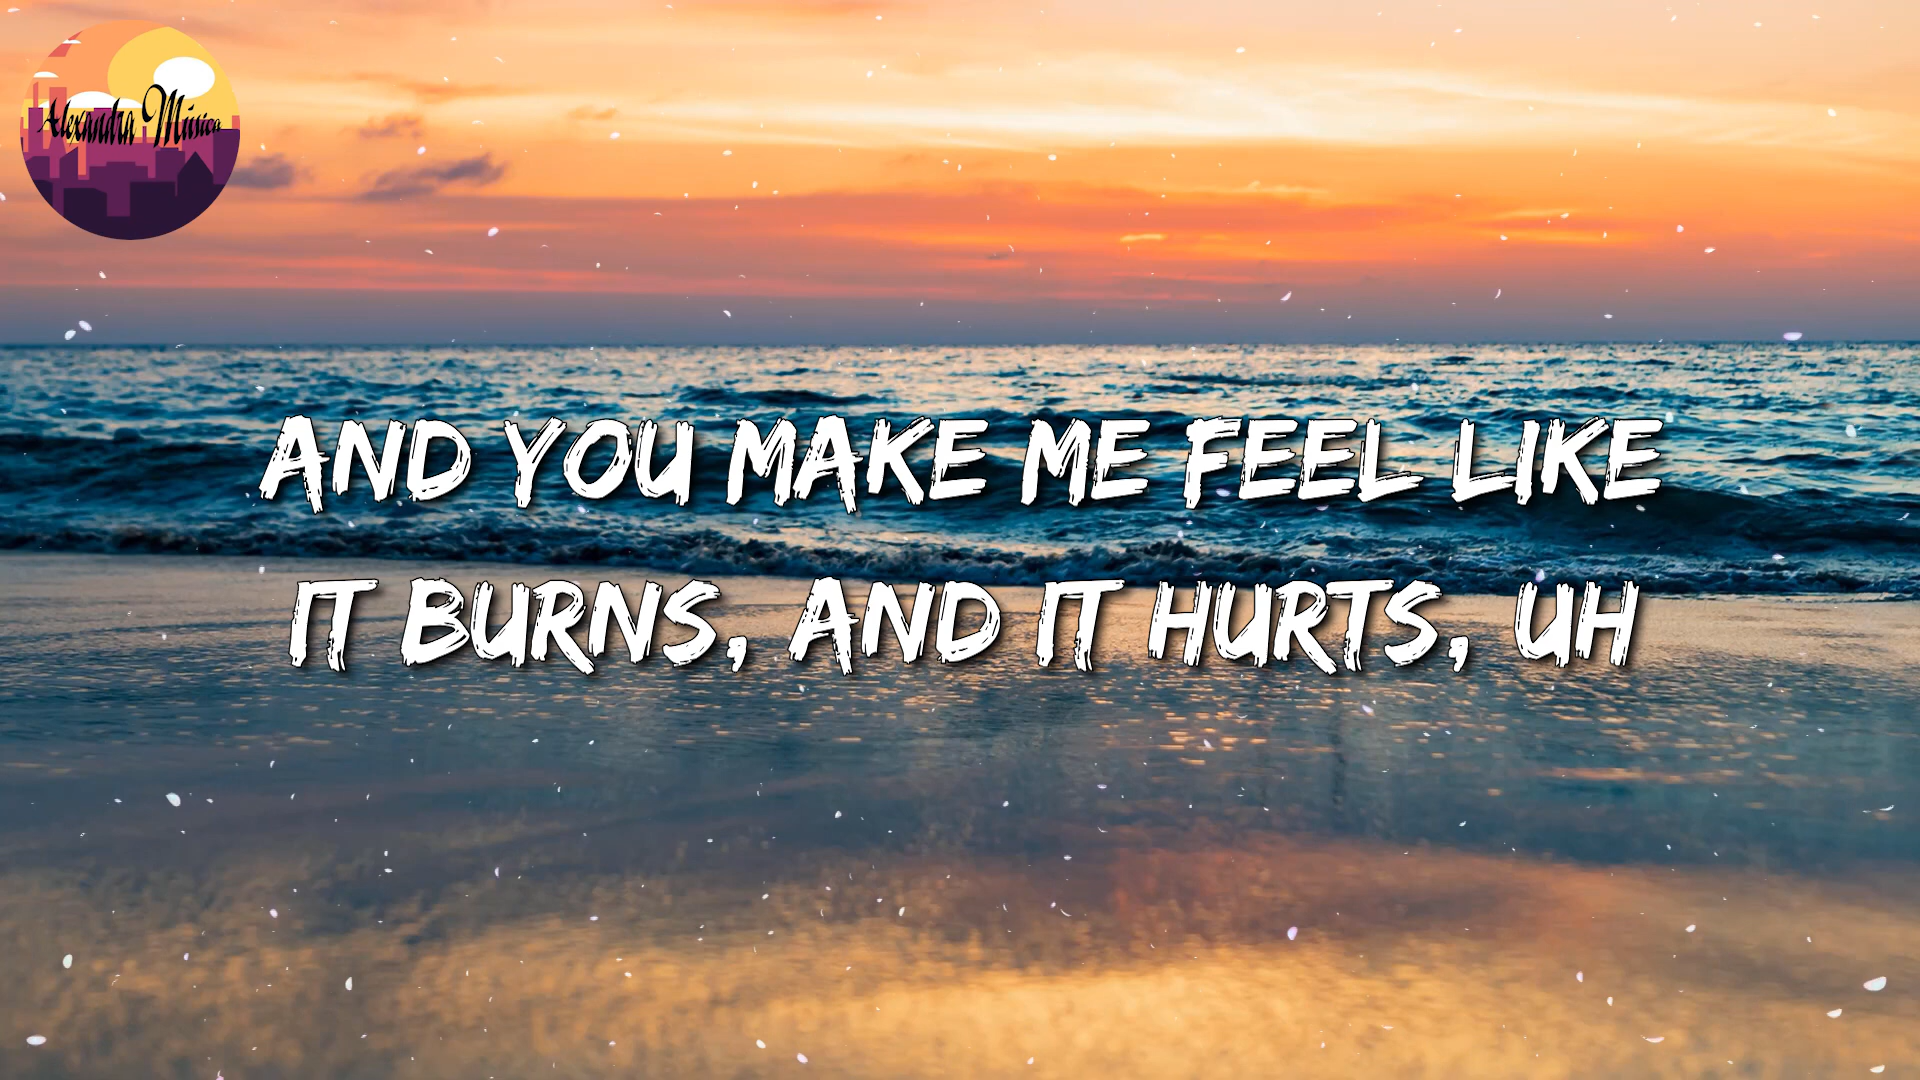 Alexandra Música
AND YOU MAKE ME FEEL LIKE
IT BURNS, AND IT HURTS, UH